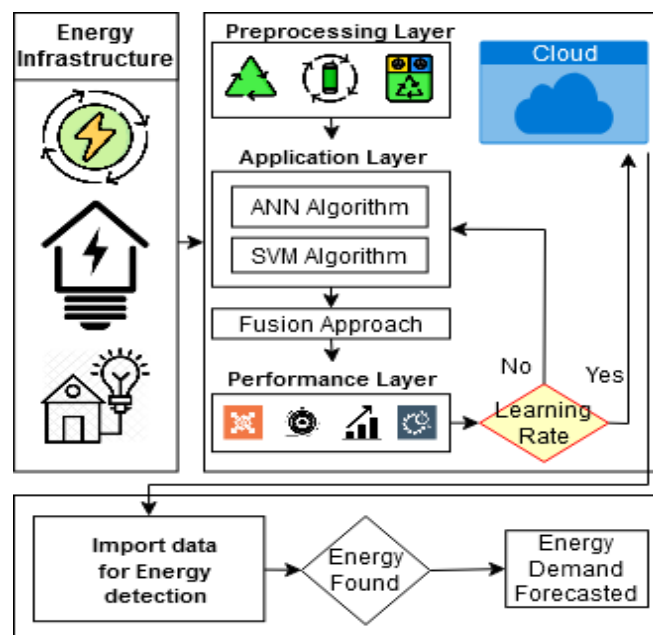 Energy
Infrastructure
Preprocessing Layer
Cloud
Application Layer
ANN Algorithm
SVM Algorithm
Fusion Approach
Performance Layer
No
Yes
Learning
Rate
Import data
for Energy
detection
Energy
Found
Energy
Demand
Forecasted